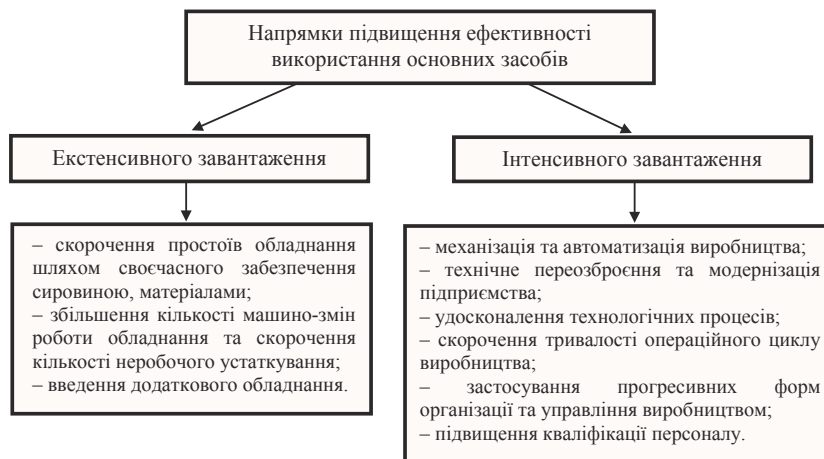 Напрямки підвищення ефективності
використання основних засобів
Екстенсивного завантаження
Інтенсивного завантаження
– скорочення простоїв обладнання
шляхом своєчасного забезпечення
сировиною, матеріалами;
– збільшення кількості машино-змін
роботи обладнання та скорочення
кількості неробочого устаткування;
– введення додаткового обладнання.
– механізація та автоматизація виробництва;
– технічне переозброєння та модернізація
підприємства;
– удосконалення технологічних процесів;
– скорочення тривалості операційного циклу
виробництва;
– застосування прогресивних форм
організації та управління виробництвом;
– підвищення кваліфікації персоналу.